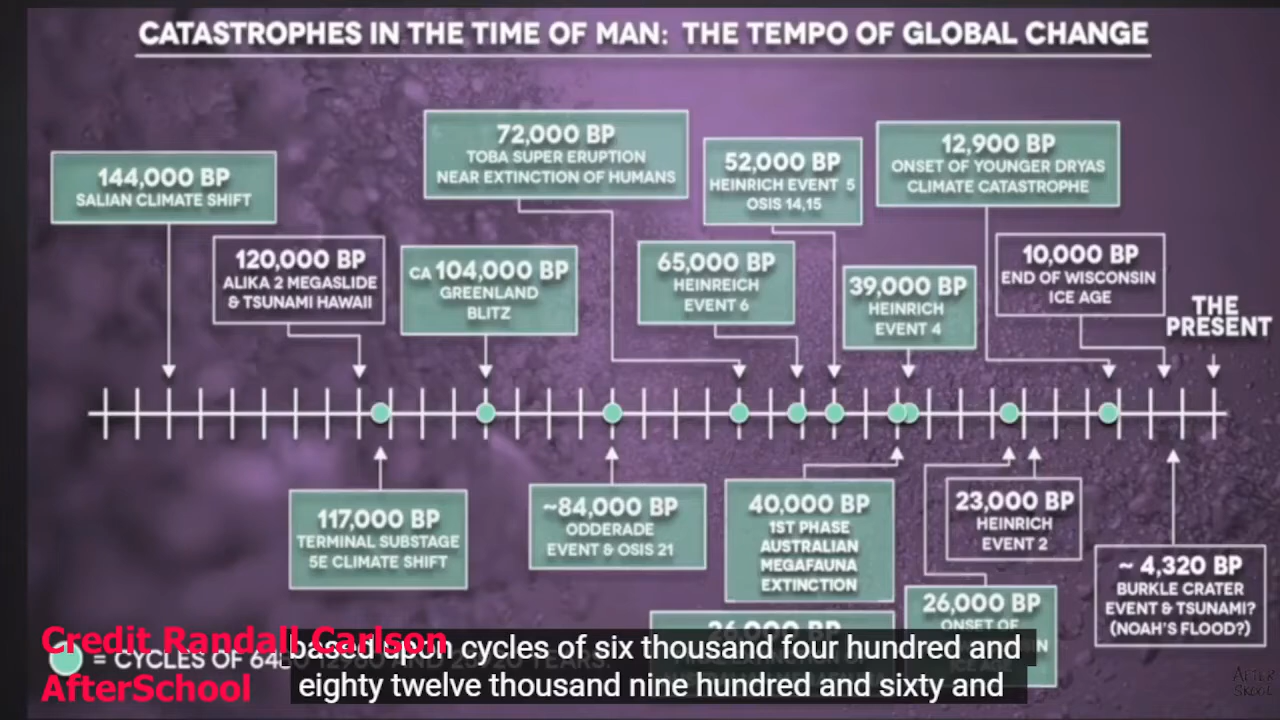 CATASTROPHES IN THE TIME OF MAN: THE TEMPO OF GLOBAL CHANGE
144,000 BP
SALIAN CLIMATE SHIFT
120,000 BP
ALIKA 2 MEGASLIDE
& TSUNAMI HAWAII
CA 104,000 BP
GREENLAND
BLITZ
72,000 BP
TOBA SUPER ERUPTION
NEAR EXTINCTION OF HUMANS
65,000 BP
HEINREICH
EVENT 6
52,000 BP
HEINRICH EVENT 5
OSIS 14,15
39,000 BP
HEINRICH
EVENT 4
12,900 BP
ONSET OF YOUNGER DRYAS
CLIMATE CATASTROPHE
10,000 BP
END OF WISCONSIN
ICE AGE
THE
PRESENT
117,000 BP
TERMINAL SUBSTAGE
5E CLIMATE SHIFT
~84,000 BP
ODDERADE
EVENT & OSIS 21
40,000 BP
1ST PHASE
AUSTRALIAN
MEGAFAUNA
EXTINCTION
23,000 BP
HEINRICH
EVENT 2
26,000 BP
ONSET OF
~ 4,320 BP
BURKLE CRATER
EVENT & TSUNAMI?
(NOAH'S FLOOD?)
26,000 BP
= CYCLES OF
Credit Randall Carlson
AfterSchool
based upon cycles of six thousand four hundred and
eighty twelve thousand nine hundred and sixty and
AFTER
SKOOL